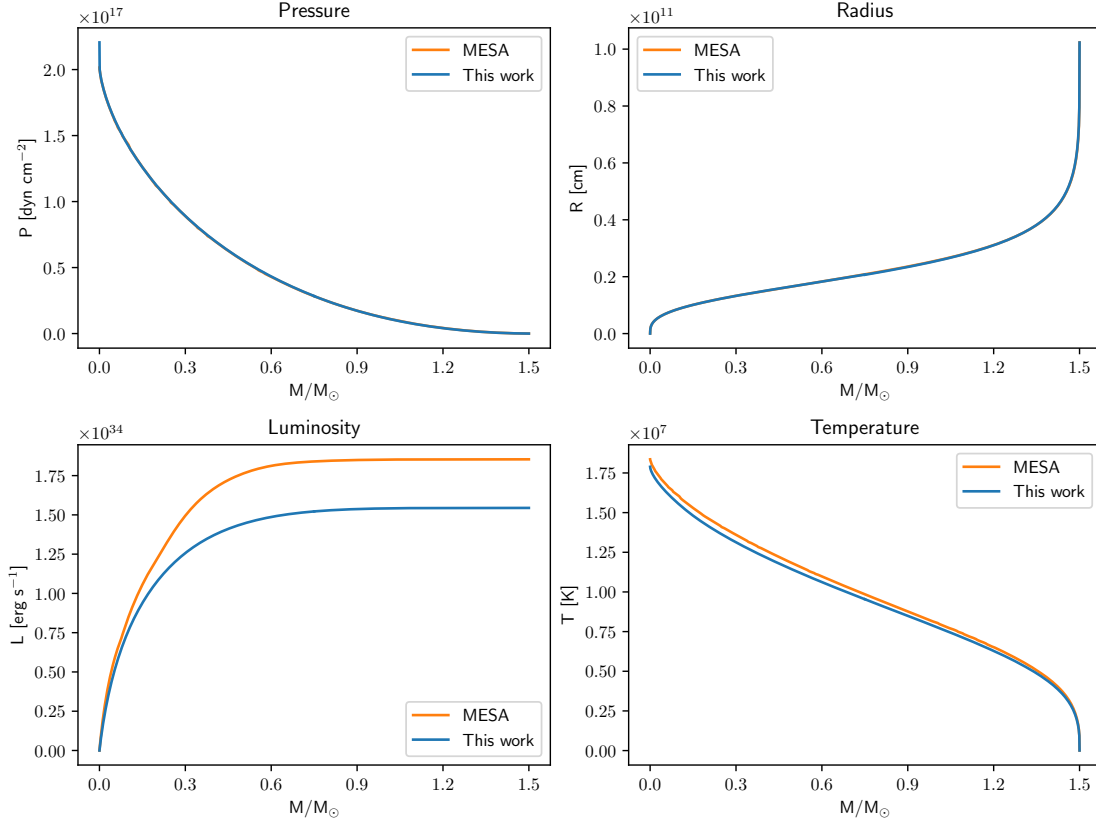 Pressure
×10^17
P [dyn cm^−2]
2.0
1.5
1.0
0.5
0.0
0.0 0.3 0.6 0.9 1.2 1.5
M/M_⊙
MESA
This work
Radius
×10^11
R [cm]
1.0
0.8
0.6
0.4
0.2
0.0
0.0 0.3 0.6 0.9 1.2 1.5
M/M_⊙
MESA
This work
Luminosity
×10^34
L [erg s^−1]
1.75
1.50
1.25
1.00
0.75
0.50
0.25
0.00
0.0 0.3 0.6 0.9 1.2 1.5
M/M_⊙
MESA
This work
Temperature
×10^7
T [K]
1.75
1.50
1.25
1.00
0.75
0.50
0.25
0.00
0.0 0.3 0.6 0.9 1.2 1.5
M/M_⊙
MESA
This work